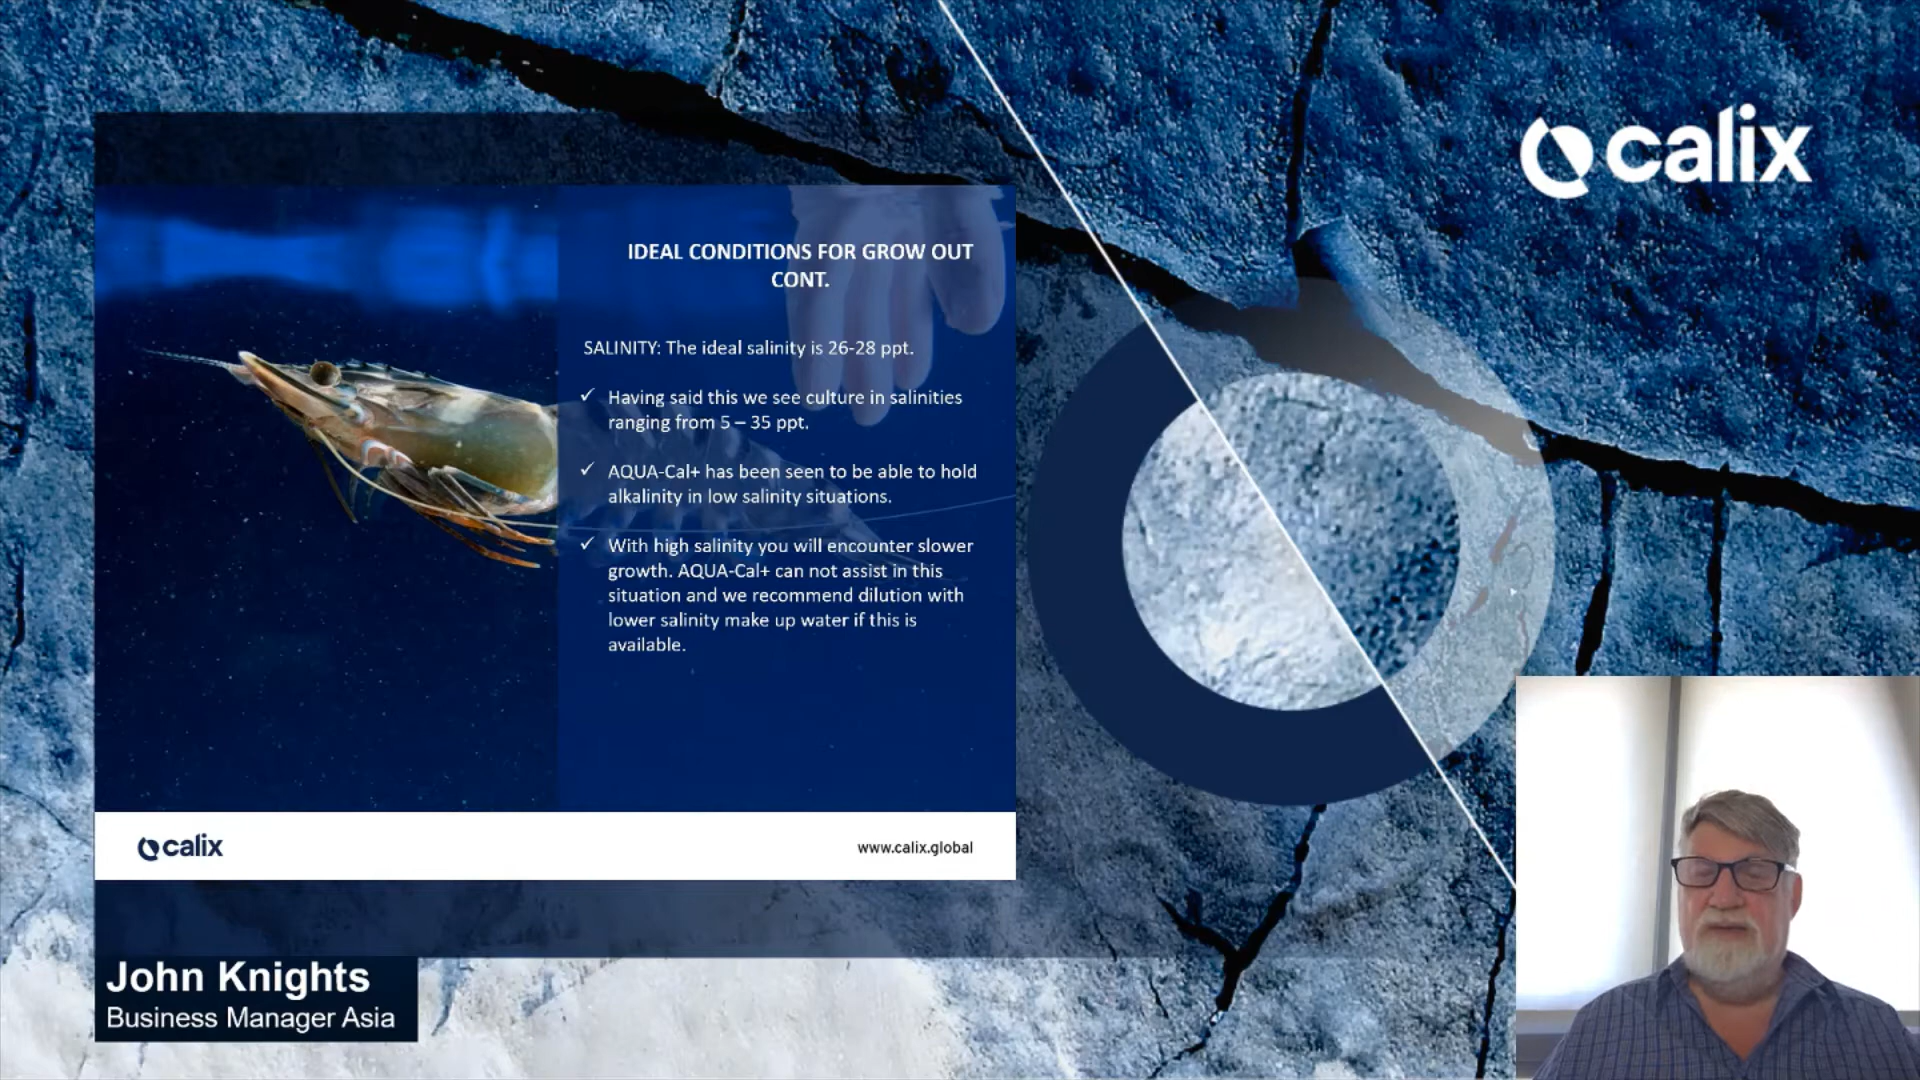 calix
IDEAL CONDITIONS FOR GROW OUT
CONT.
SALINITY: The ideal salinity is 26-28 ppt.
✓ Having said this we see culture in salinities
ranging from 5 – 35 ppt.
✓ AQUA-Cal+ has been seen to be able to hold
alkalinity in low salinity situations.
✓ With high salinity you will encounter slower
growth. AQUA-Cal+ can not assist in this
situation and we recommend dilution with
lower salinity make up water if this is
available.
calix
www.calix.global
John Knights
Business Manager Asia